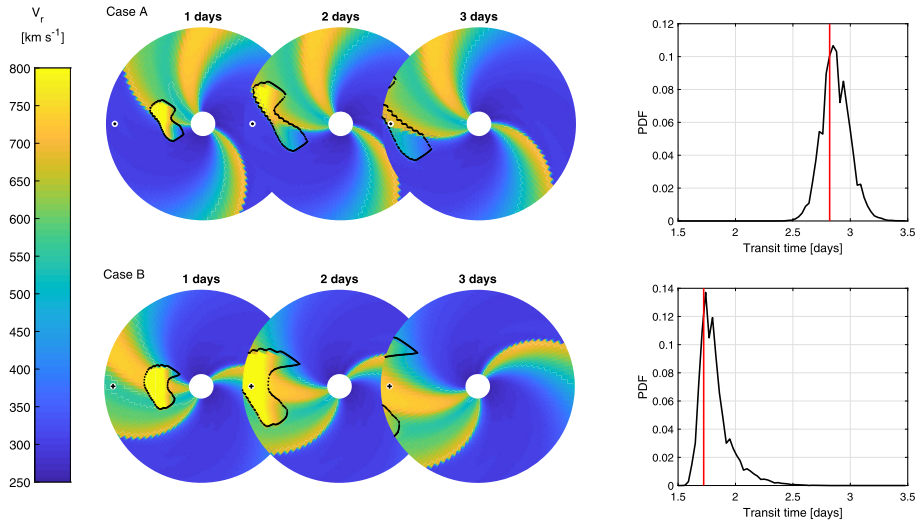 V_r
[km s^-1]
800
750
700
650
600
550
500
450
400
350
300
250
Case A
1 days
2 days
3 days
PDF
0.12
0.1
0.08
0.06
0.04
0.02
0
1.5
2
2.5
3
3.5
Transit time [days]
Case B
1 days
2 days
3 days
PDF
0.14
0.12
0.1
0.08
0.06
0.04
0.02
0
1.5
2
2.5
3
3.5
Transit time [days]